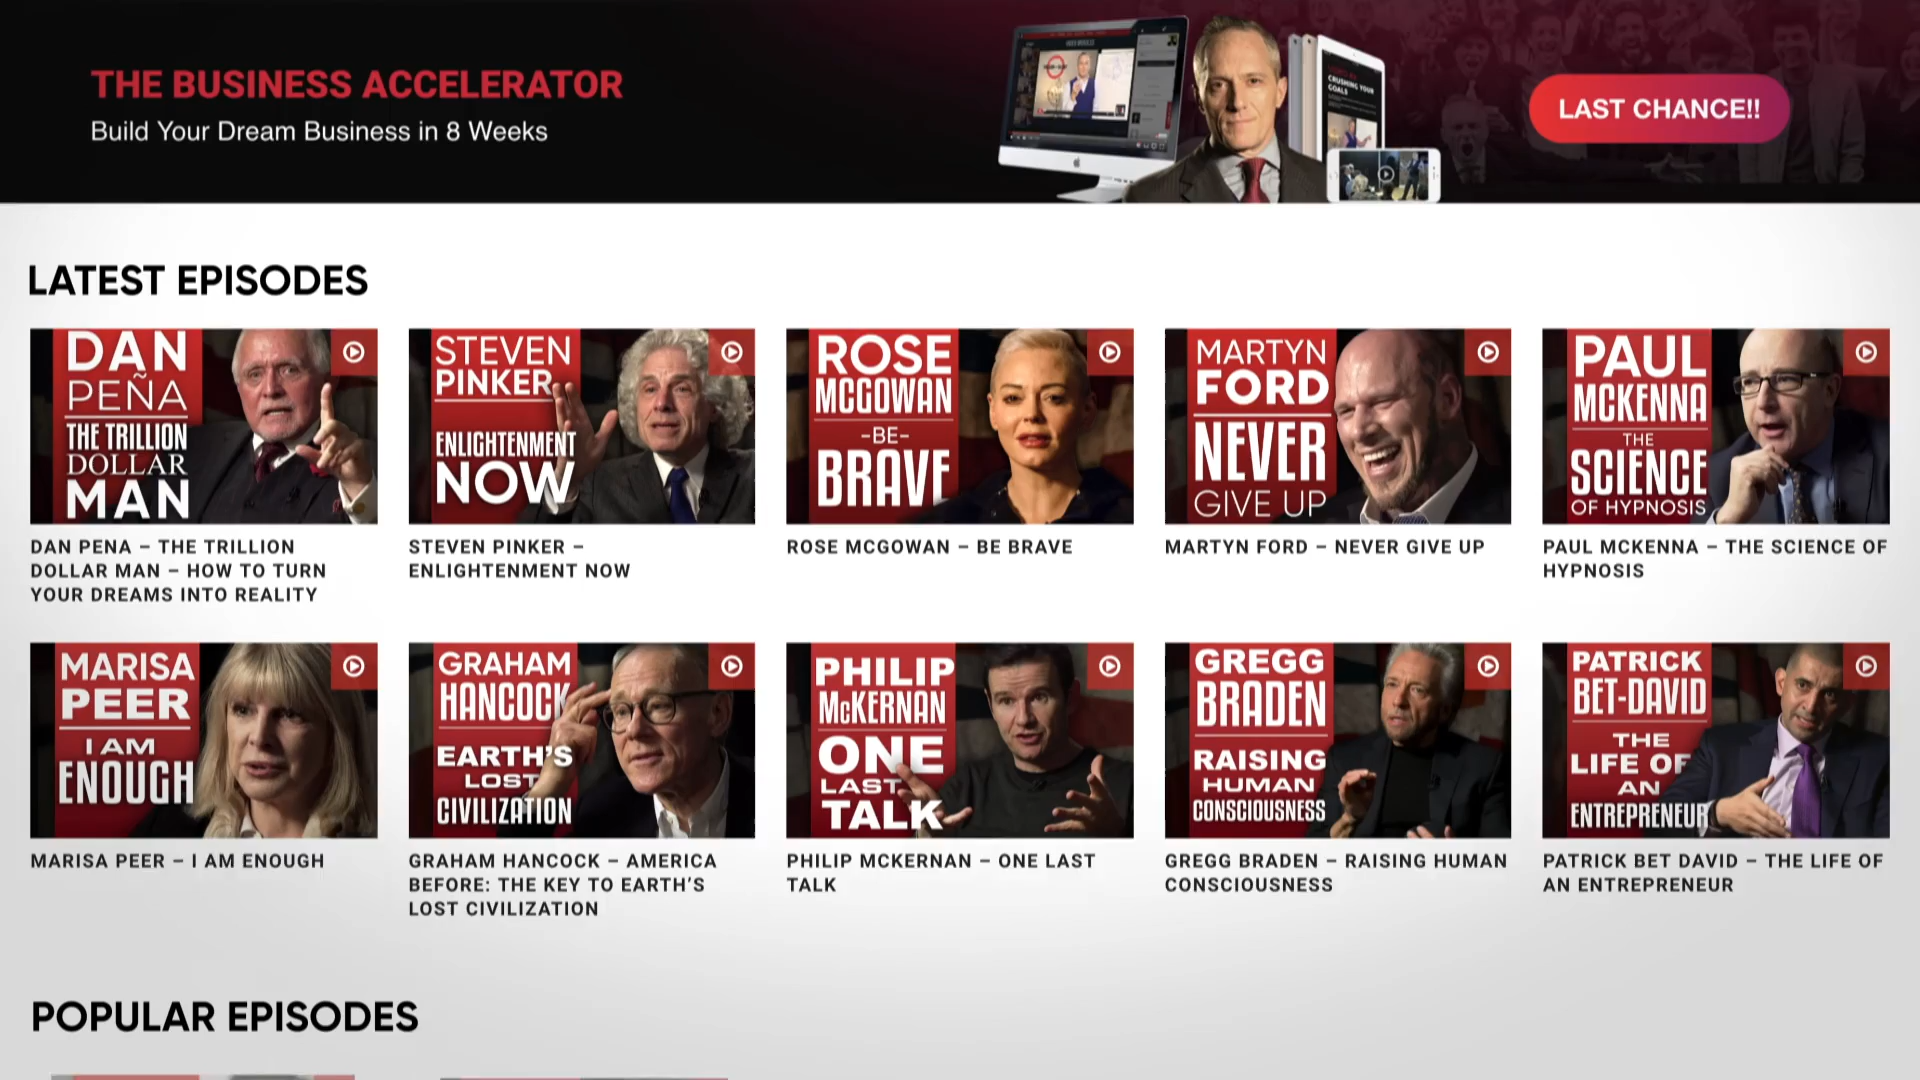 THE BUSINESS ACCELERATOR
Build Your Dream Business in 8 Weeks
CRUSHING YOUR
GOALS
LAST CHANCE!!
LATEST EPISODES
DAN
PEÑA
THE TRILLION
DOLLAR
MAN
DAN PENA – THE TRILLION
DOLLAR MAN – HOW TO TURN
YOUR DREAMS INTO REALITY
STEVEN
PINKER
ENLIGHTENMENT
NOW
STEVEN PINKER –
ENLIGHTENMENT NOW
ROSE
MCGOWAN
-BE-
BRAVE
ROSE MCGOWAN – BE BRAVE
MARTYN
FORD
NEVER
GIVE UP
MARTYN FORD – NEVER GIVE UP
PAUL
MCKENNA
THE
SCIENCE
OF HYPNOSIS
PAUL MCKENNA – THE SCIENCE OF
HYPNOSIS
MARISA
PEER
I AM
ENOUGH
MARISA PEER – I AM ENOUGH
GRAHAM
HANCOCK
EARTH'S
LOST
CIVILIZATION
GRAHAM HANCOCK – AMERICA
BEFORE: THE KEY TO EARTH'S
LOST CIVILIZATION
PHILIP
McKERNAN
ONE
LAST
TALK
PHILIP MCKERNAN – ONE LAST
TALK
GREGG
BRADEN
RAISING
HUMAN
CONSCIOUSNESS
GREGG BRADEN – RAISING HUMAN
CONSCIOUSNESS
PATRICK
BET-DAVID
THE
LIFE OF
AN
ENTREPRENEUR
PATRICK BET DAVID – THE LIFE OF
AN ENTREPRENEUR
POPULAR EPISODES